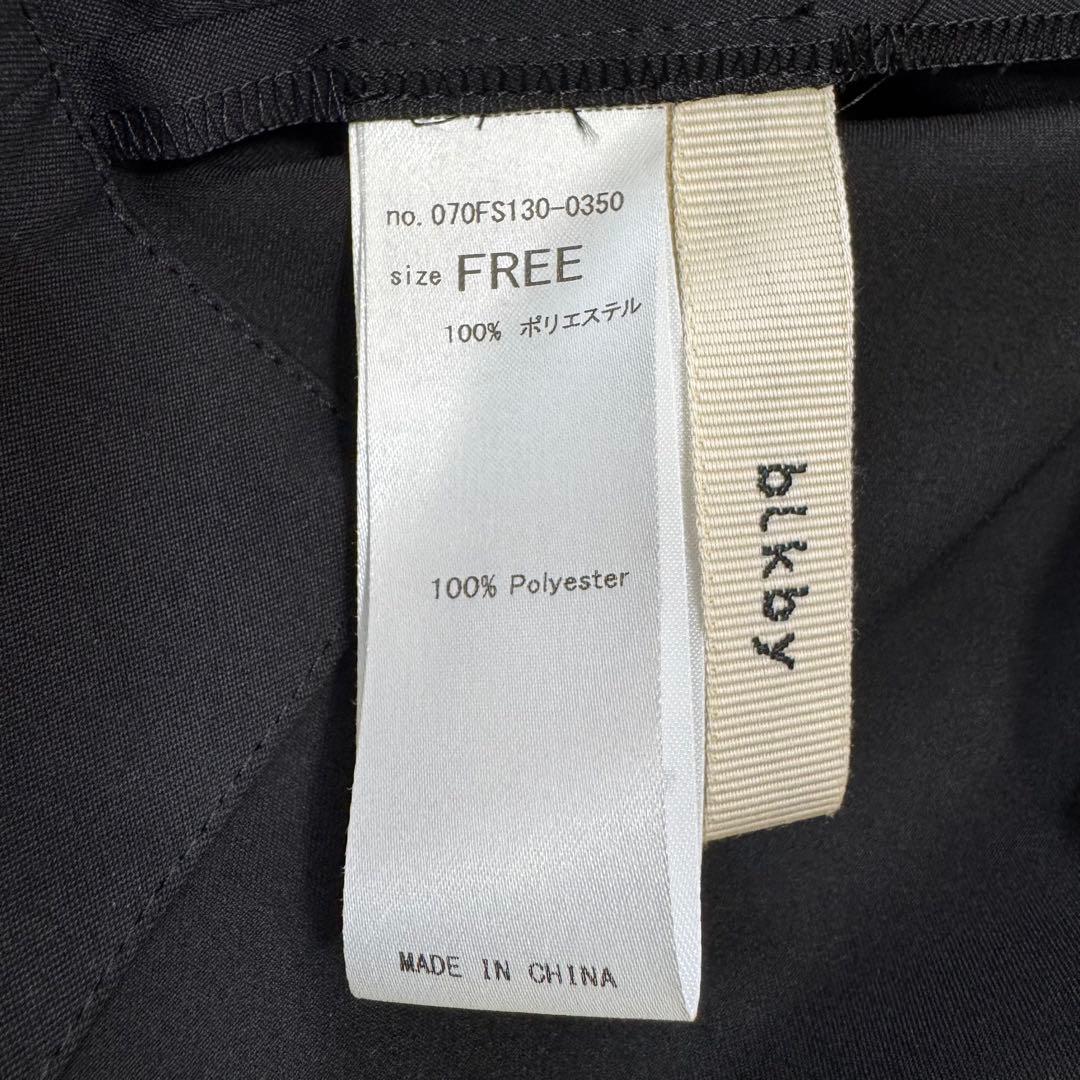 no. 070FS130-0350
size FREE
100% ポリエステル
100% Polyester
MADE IN CHINA
blkby